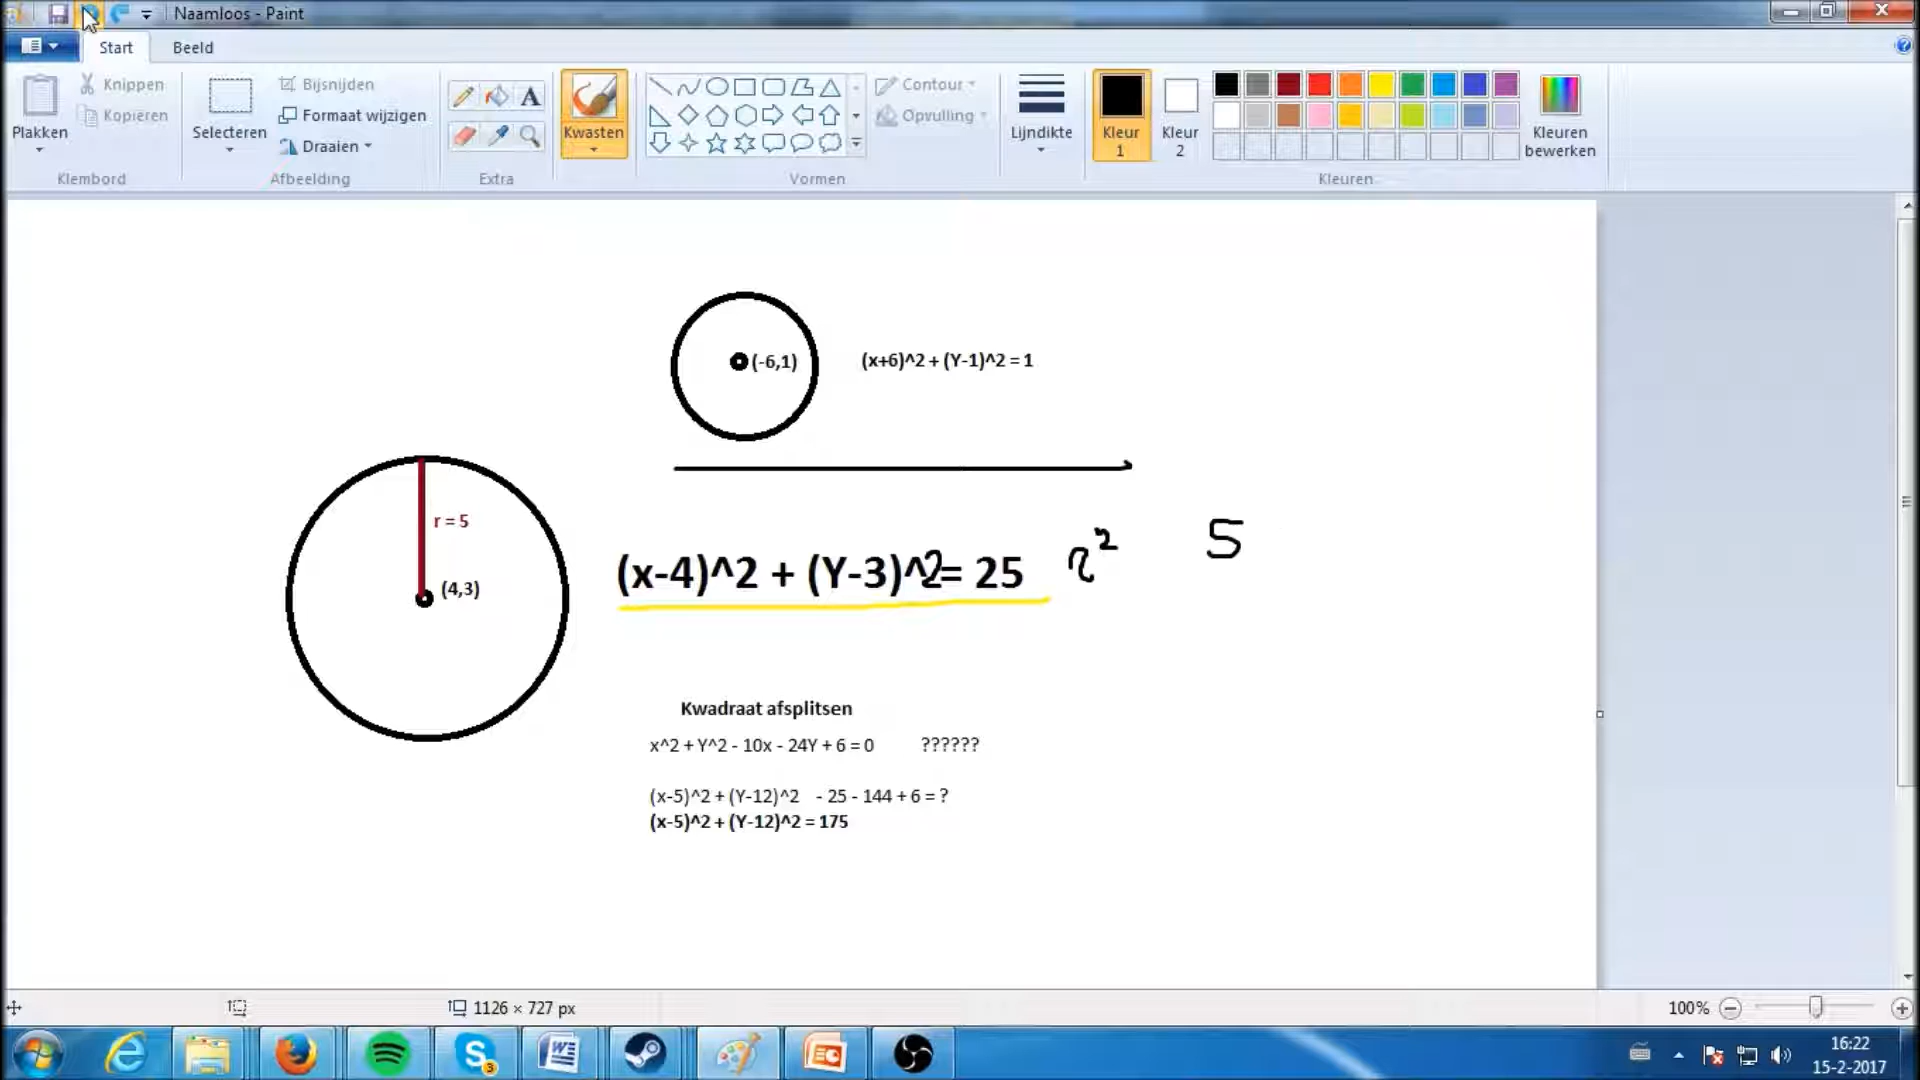 Naamloos - Paint
Start Beeld
Plakken
Knippen
Kopiëren
Klembord
Selecteren
Bijsnijden
Formaat wijzigen
Draaien
Afbeelding
A
Extra
Kwasten
Vormen
Contour
Opvulling
Lijndikte
Kleur 1
Kleur 2
Kleuren bewerken
Kleuren
(-6,1) (x+6)^2 + (Y-1)^2 = 1
r = 5
(4,3)
(x-4)^2 + (Y-3)^2= 25 r² 5
Kwadraat afsplitsen
x^2 + Y^2 - 10x - 24Y + 6 = 0 ??????
(x-5)^2 + (Y-12)^2 - 25 - 144 + 6 = ?
(x-5)^2 + (Y-12)^2 = 175
1126 × 727 px
100%
3
16:22
15-2-2017